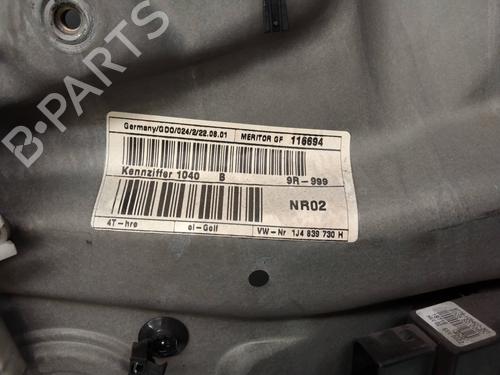 Germany/GDO/024/2/22.08.01 MERITOR GF 116694
Kennziffer 1040 B 9R-999
NR02
4T-hre el-Golf VW-Nr 1J4 839 730 H
B-PARTS